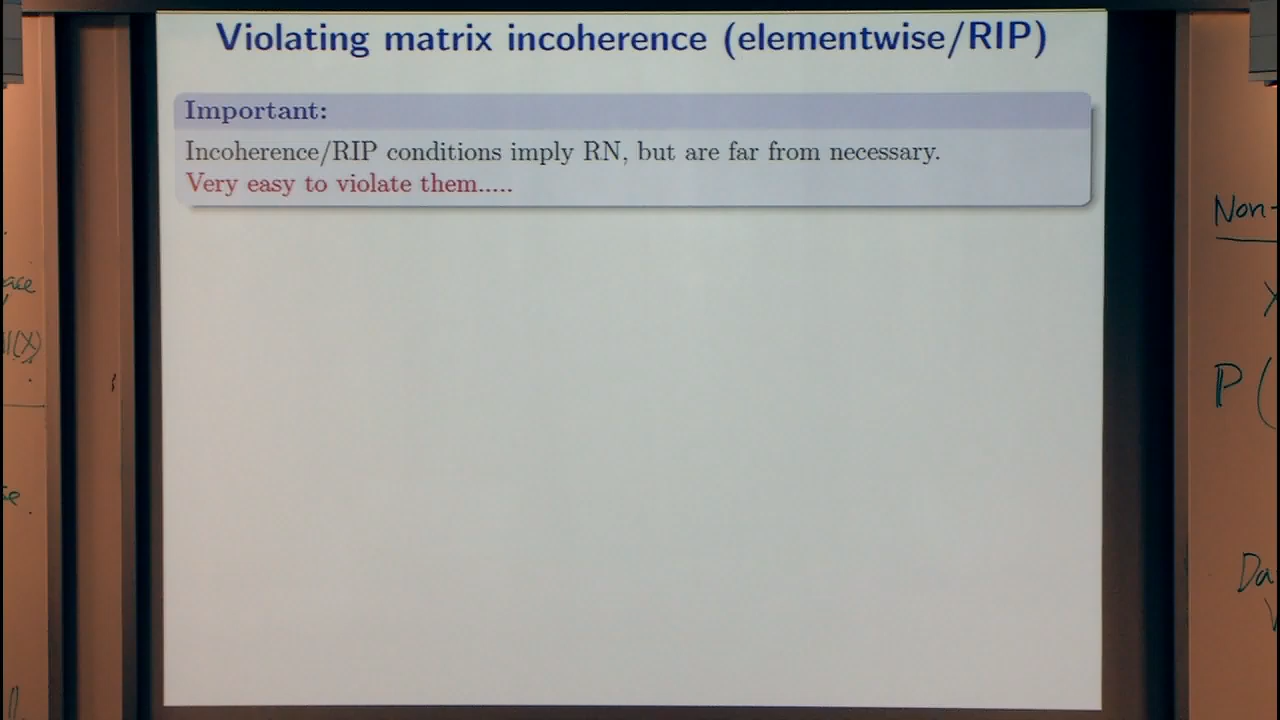 Violating matrix incoherence (elementwise/RIP)
Important:
Incoherence/RIP conditions imply RN, but are far from necessary.
Very easy to violate them.....
Non-
P (
Da